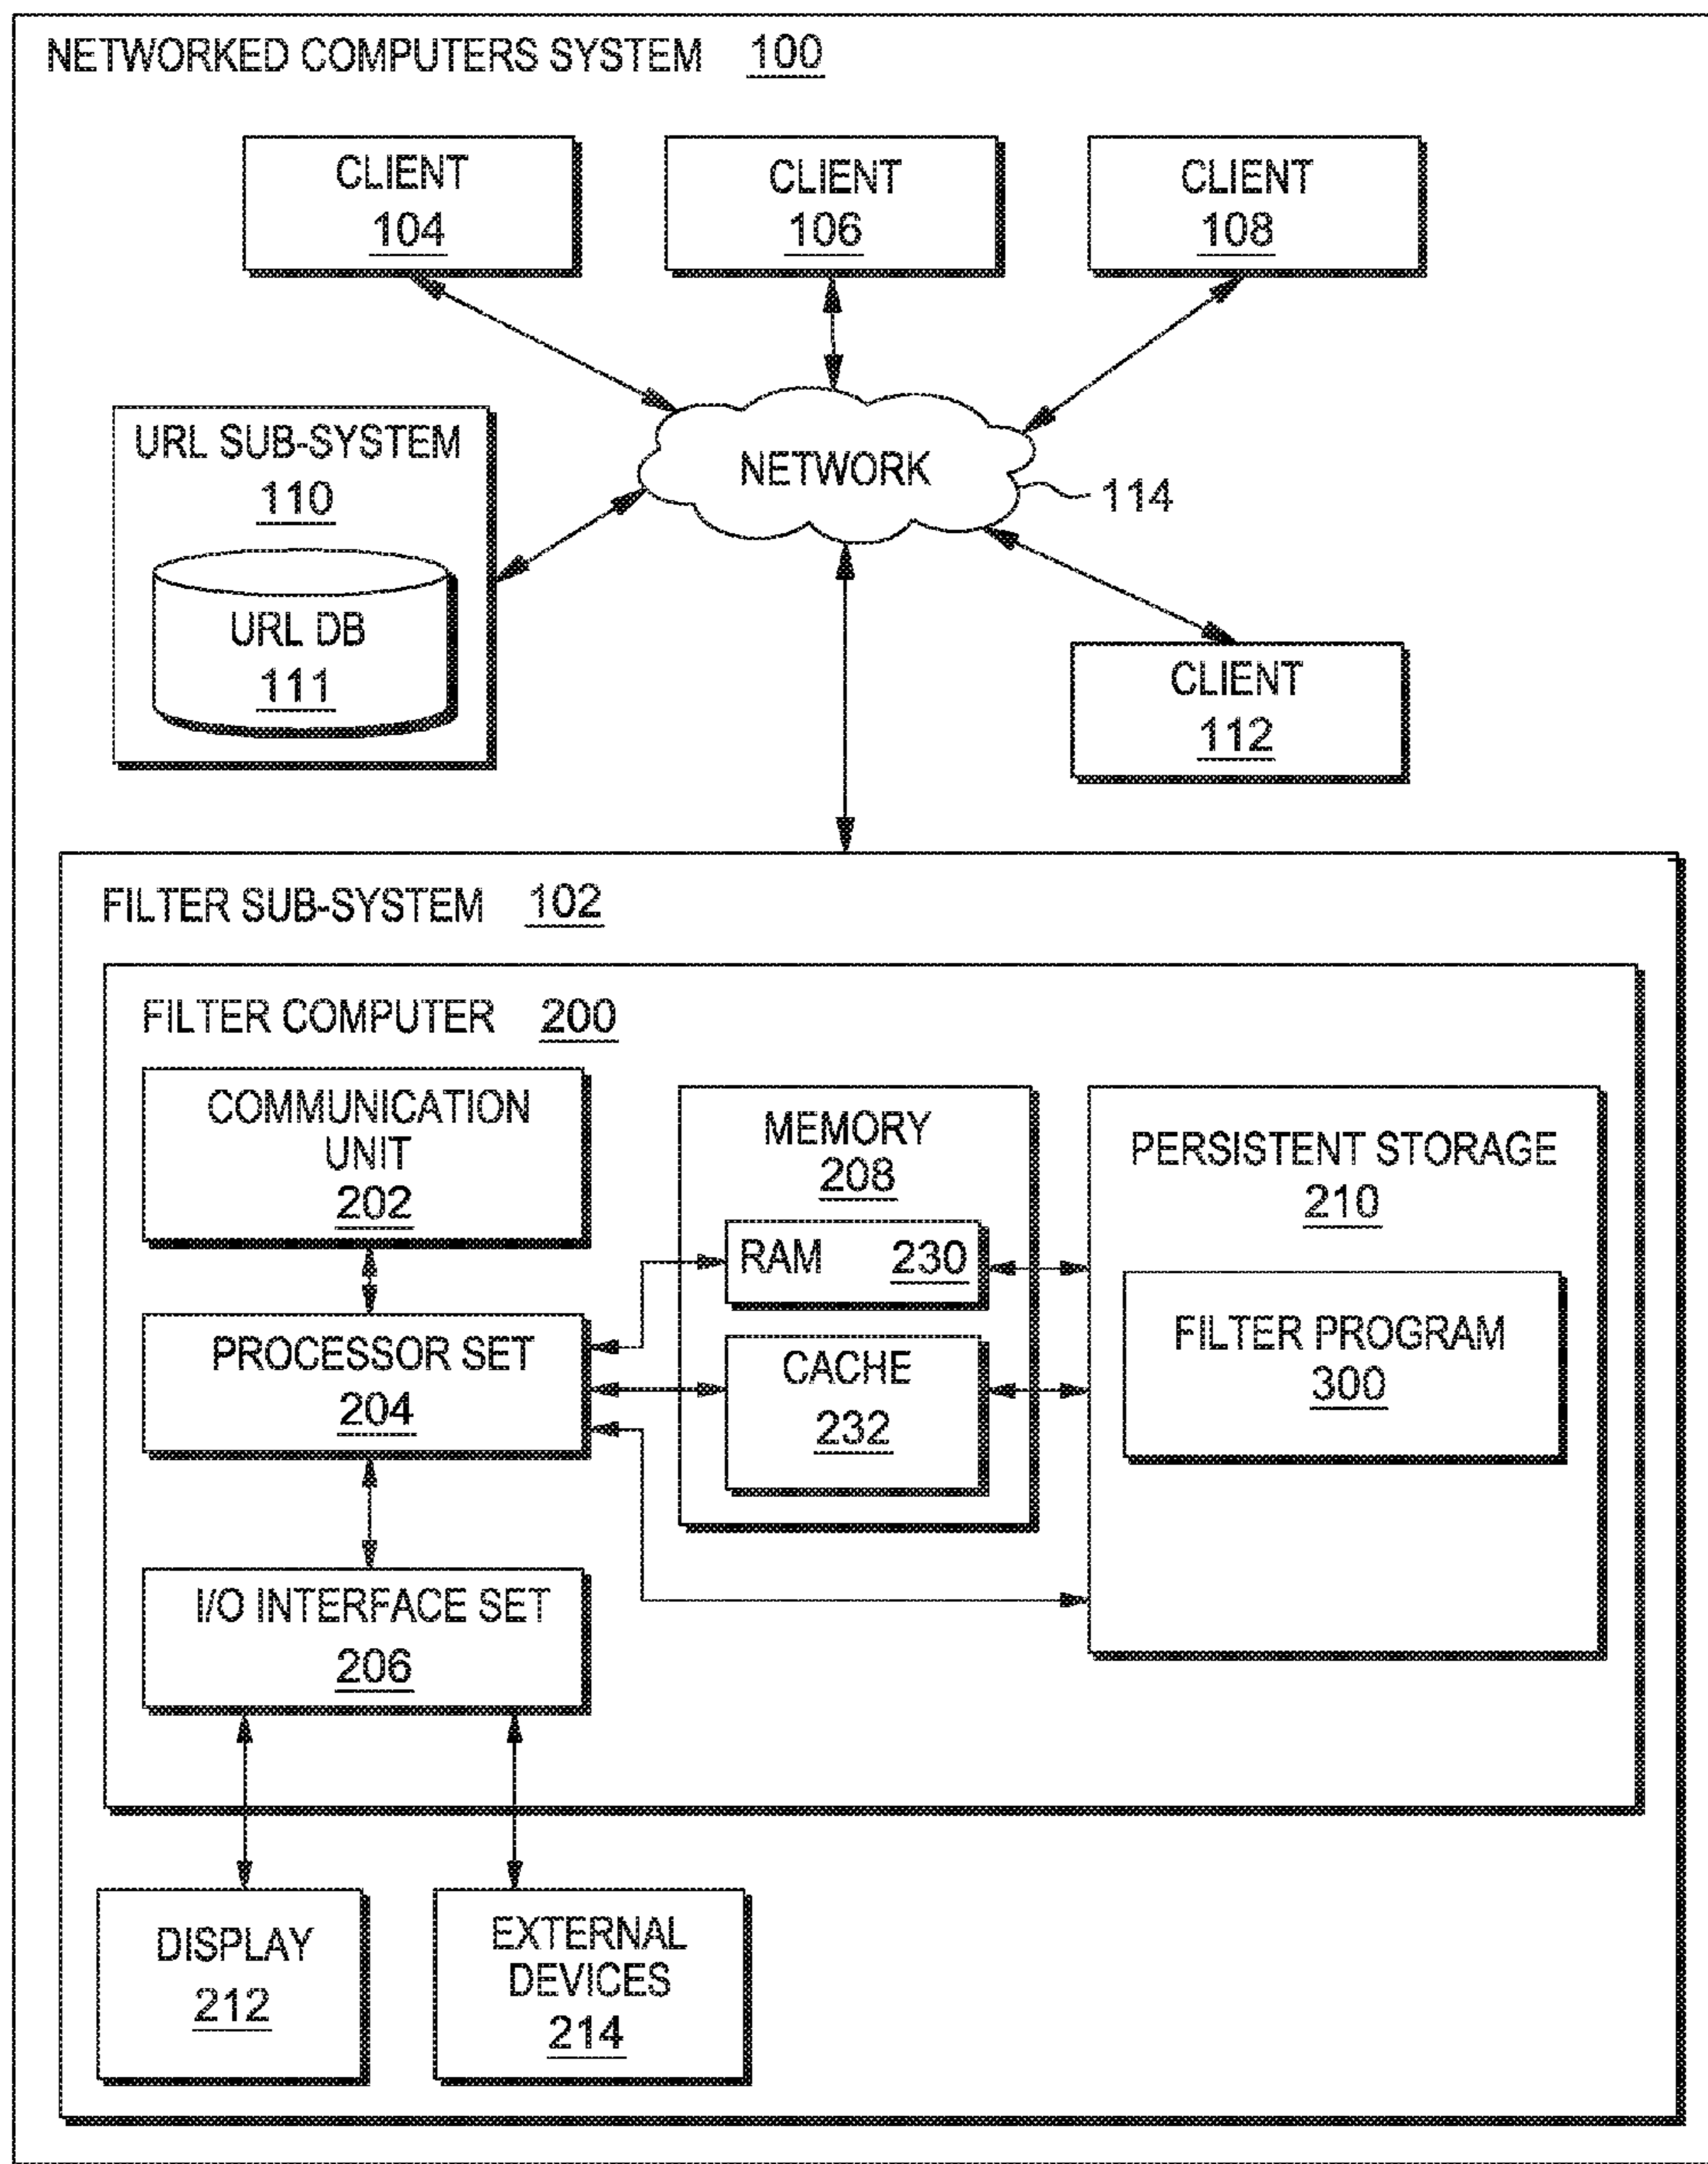 NETWORKED COMPUTERS SYSTEM 100
CLIENT
104
CLIENT
106
CLIENT
108
URL SUB-SYSTEM
110
URL DB
111
NETWORK
114
CLIENT
112
FILTER SUB-SYSTEM 102
FILTER COMPUTER 200
COMMUNICATION
UNIT
202
PROCESSOR SET
204
I/O INTERFACE SET
206
MEMORY
208
RAM 230
CACHE
232
PERSISTENT STORAGE
210
FILTER PROGRAM
300
DISPLAY
212
EXTERNAL
DEVICES
214